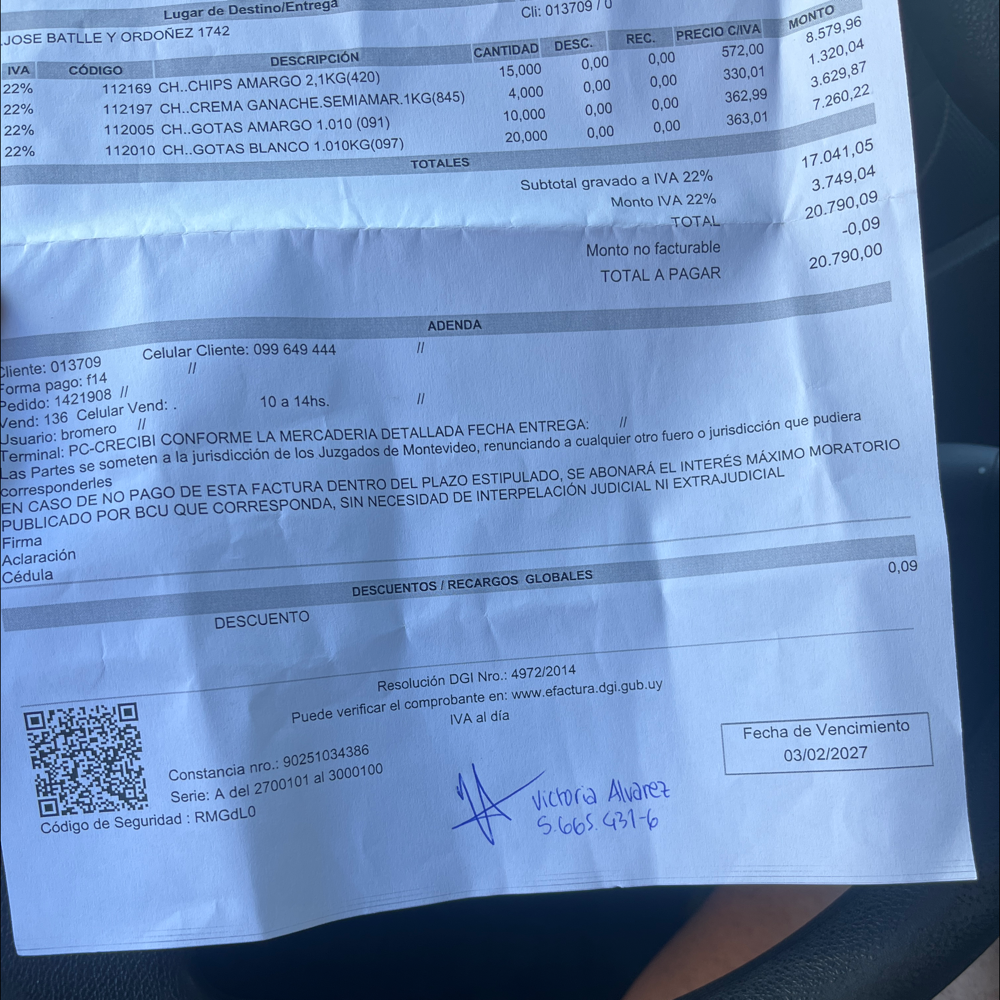 Lugar de Destino/Entrega
Cli: 013709 / 0
JOSE BATLLE Y ORDOÑEZ 1742
IVA CÓDIGO DESCRIPCIÓN CANTIDAD DESC. REC. PRECIO C/IVA MONTO
22% 112169 CH..CHIPS AMARGO 2,1KG(420) 15,000 0,00 0,00 572,00 8.579,96
22% 112197 CH..CREMA GANACHE.SEMIAMAR.1KG(845) 4,000 0,00 0,00 330,01 1.320,04
22% 112005 CH..GOTAS AMARGO 1.010 (091) 10,000 0,00 0,00 362,99 3.629,87
22% 112010 CH..GOTAS BLANCO 1.010KG(097) 20,000 0,00 0,00 363,01 7.260,22
TOTALES
Subtotal gravado a IVA 22% 17.041,05
Monto IVA 22% 3.749,04
TOTAL 20.790,09
Monto no facturable -0,09
TOTAL A PAGAR 20.790,00
ADENDA
Cliente: 013709 Celular Cliente: 099 649 444 //
Forma pago: f14 //
Pedido: 1421908 //
Vend: 136 Celular Vend: . 10 a 14hs. //
Usuario: bromero //
Terminal: PC-CRECIBI CONFORME LA MERCADERIA DETALLADA FECHA ENTREGA: //
Las Partes se someten a la jurisdicción de los Juzgados de Montevideo, renunciando a cualquier otro fuero o jurisdicción que pudiera
corresponderles
EN CASO DE NO PAGO DE ESTA FACTURA DENTRO DEL PLAZO ESTIPULADO, SE ABONARÁ EL INTERÉS MÁXIMO MORATORIO
PUBLICADO POR BCU QUE CORRESPONDA, SIN NECESIDAD DE INTERPELACIÓN JUDICIAL NI EXTRAJUDICIAL
Firma
Aclaración
Cédula
DESCUENTOS / RECARGOS GLOBALES
DESCUENTO 0,09
Resolución DGI Nro.: 4972/2014
Puede verificar el comprobante en: www.efactura.dgi.gub.uy
IVA al día
Fecha de Vencimiento
03/02/2027
Constancia nro.: 90251034386
Serie: A del 2700101 al 3000100
Código de Seguridad : RMGdL0
Victoria Alvarez
5.665.431-6